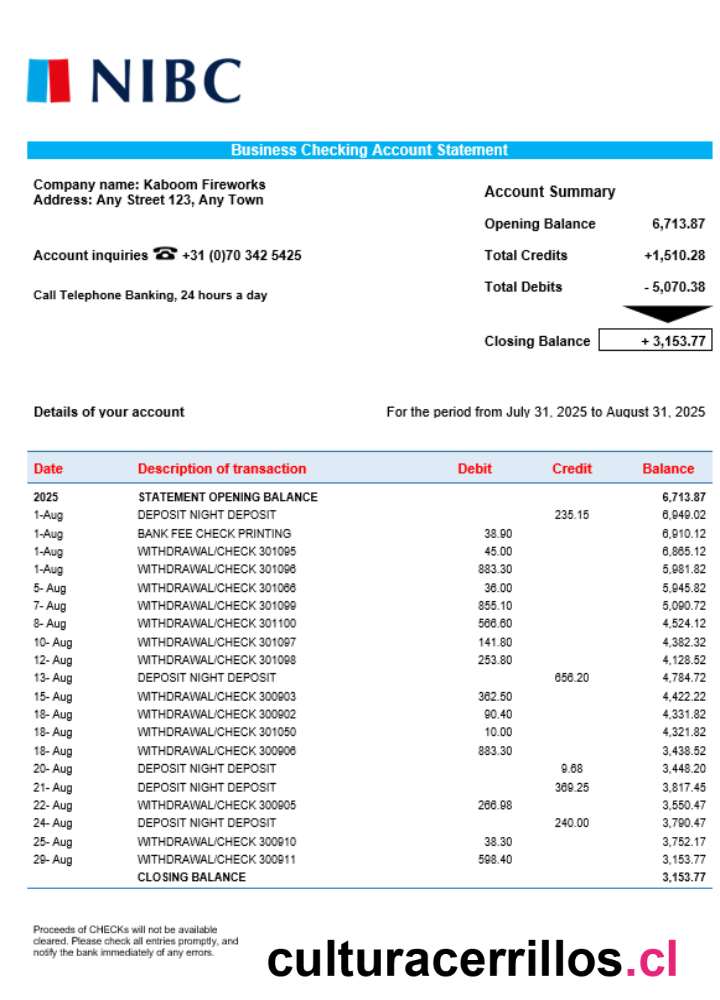 NIBC
Business Checking Account Statement
Company name: Kaboom Fireworks
Address: Any Street 123, Any Town
Account inquiries ☎ +31 (0)70 342 5425
Call Telephone Banking, 24 hours a day
Account Summary
Opening Balance 6,713.87
Total Credits +1,510.28
Total Debits - 5,070.38
Closing Balance + 3,153.77
Details of your account For the period from July 31, 2025 to August 31, 2025
Date Description of transaction Debit Credit Balance
2025 STATEMENT OPENING BALANCE 6,713.87
1-Aug DEPOSIT NIGHT DEPOSIT 235.15 6,949.02
1-Aug BANK FEE CHECK PRINTING 38.90 6,910.12
1-Aug WITHDRAWAL/CHECK 301095 45.00 6,865.12
1-Aug WITHDRAWAL/CHECK 301096 883.30 5,981.82
5- Aug WITHDRAWAL/CHECK 301066 36.00 5,945.82
7- Aug WITHDRAWAL/CHECK 301099 855.10 5,090.72
8- Aug WITHDRAWAL/CHECK 301100 566.60 4,524.12
10- Aug WITHDRAWAL/CHECK 301097 141.80 4,382.32
12- Aug WITHDRAWAL/CHECK 301098 253.80 4,128.52
13- Aug DEPOSIT NIGHT DEPOSIT 656.20 4,784.72
15- Aug WITHDRAWAL/CHECK 300903 362.50 4,422.22
18- Aug WITHDRAWAL/CHECK 300902 90.40 4,331.82
18- Aug WITHDRAWAL/CHECK 301050 10.00 4,321.82
18- Aug WITHDRAWAL/CHECK 300906 883.30 3,438.52
20- Aug DEPOSIT NIGHT DEPOSIT 9.68 3,448.20
21- Aug DEPOSIT NIGHT DEPOSIT 369.25 3,817.45
22- Aug WITHDRAWAL/CHECK 300905 266.98 3,550.47
24- Aug DEPOSIT NIGHT DEPOSIT 240.00 3,790.47
25- Aug WITHDRAWAL/CHECK 300910 38.30 3,752.17
29- Aug WITHDRAWAL/CHECK 300911 598.40 3,153.77
CLOSING BALANCE 3,153.77
Proceeds of CHECKs will not be available
cleared. Please check all entries promptly, and
notify the bank immediately of any errors.
culturacerrillos.cl